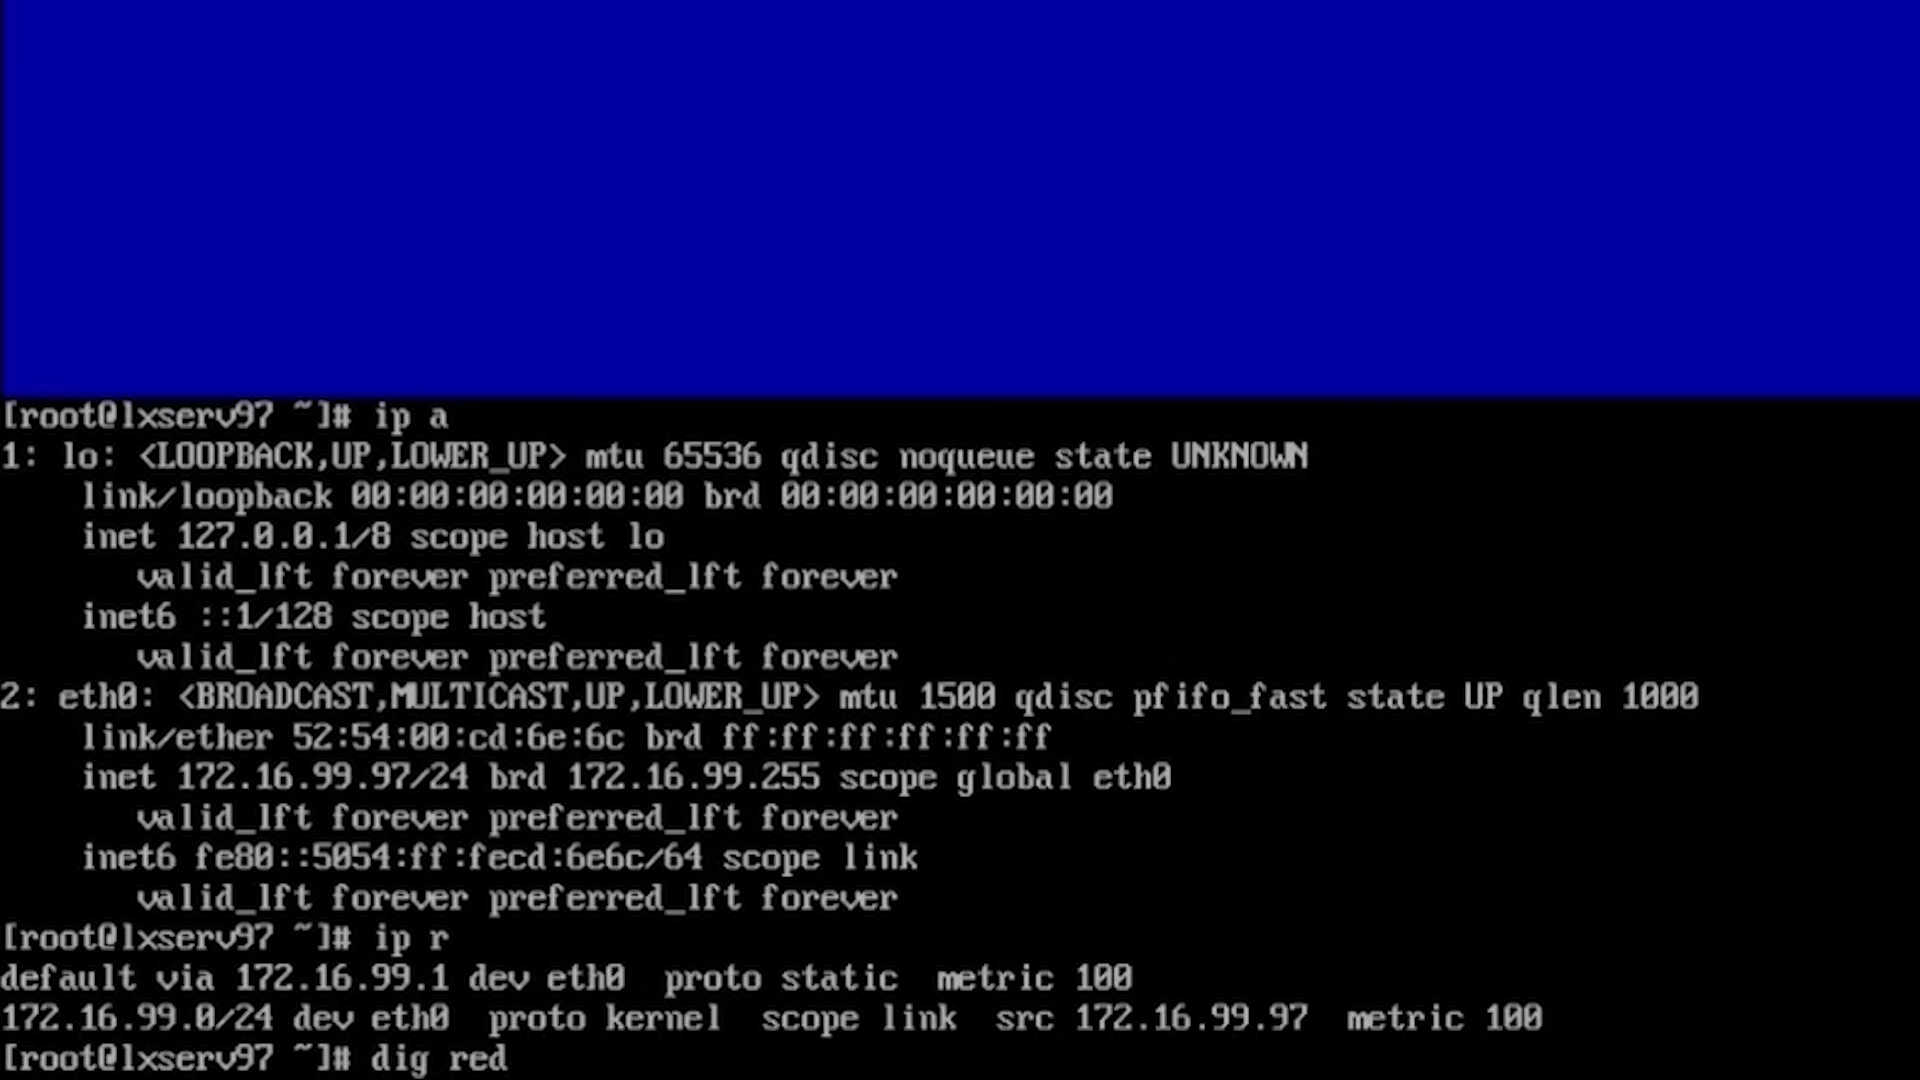 [root@lxserv97 ~]# ip a
1: lo: <LOOPBACK,UP,LOWER_UP> mtu 65536 qdisc noqueue state UNKNOWN
link/loopback 00:00:00:00:00:00 brd 00:00:00:00:00:00
inet 127.0.0.1/8 scope host lo
valid_lft forever preferred_lft forever
inet6 ::1/128 scope host
valid_lft forever preferred_lft forever
2: eth0: <BROADCAST,MULTICAST,UP,LOWER_UP> mtu 1500 qdisc pfifo_fast state UP qlen 1000
link/ether 52:54:00:cd:6e:6c brd ff:ff:ff:ff:ff:ff
inet 172.16.99.97/24 brd 172.16.99.255 scope global eth0
valid_lft forever preferred_lft forever
inet6 fe80::5054:ff:fecd:6e6c/64 scope link
valid_lft forever preferred_lft forever
[root@lxserv97 ~]# ip r
default via 172.16.99.1 dev eth0  proto static  metric 100
172.16.99.0/24 dev eth0  proto kernel  scope link  src 172.16.99.97  metric 100
[root@lxserv97 ~]# dig red